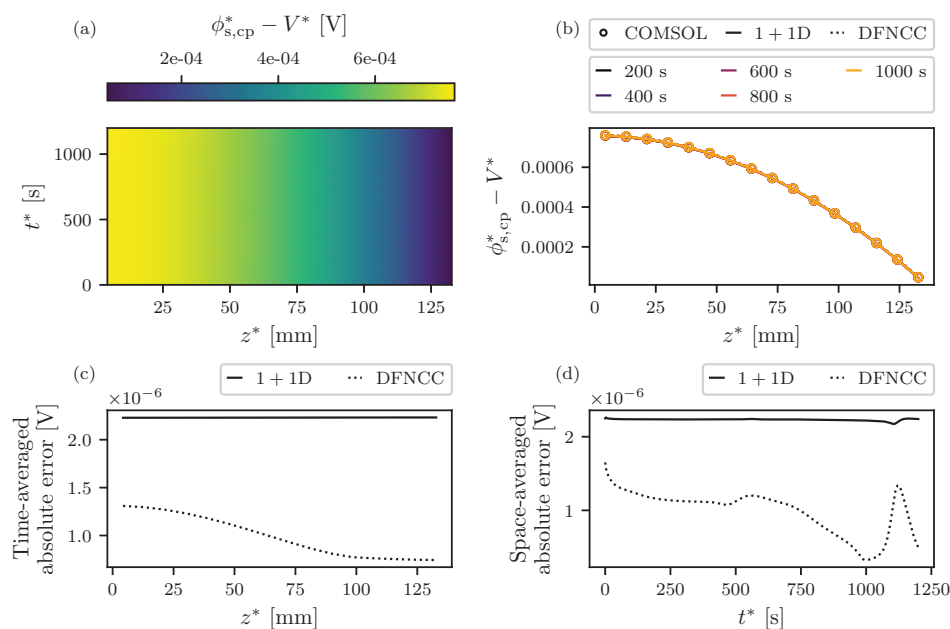 (a)
ϕ*s,cp − V* [V]
2e-04 4e-04 6e-04
1000
500
0
t* [s]
0 25 50 75 100 125
z* [mm]
(b)
COMSOL 1 + 1D DFNCC
200 s 600 s 1000 s
400 s 800 s
0.0006
0.0004
0.0002
ϕ*s,cp − V*
0 25 50 75 100 125
z* [mm]
(c)
1 + 1D DFNCC
×10−6
2.0
1.5
1.0
Time-averaged
absolute error [V]
0 25 50 75 100 125
z* [mm]
(d)
1 + 1D DFNCC
×10−6
2
1
Space-averaged
absolute error [V]
0 250 500 750 1000 1250
t* [s]